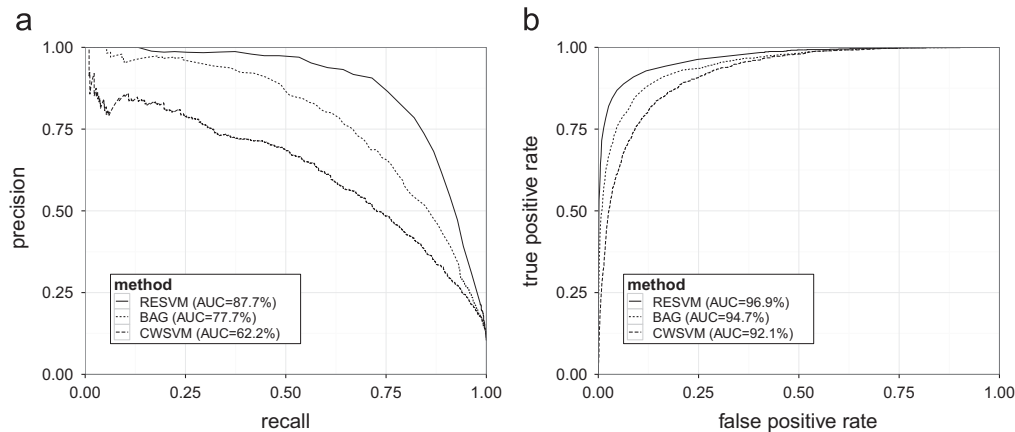 a
1.00
0.75
0.50
0.25
0.00
precision
method
RESVM (AUC=87.7%)
BAG (AUC=77.7%)
CWSVM (AUC=62.2%)
0.00 0.25 0.50 0.75 1.00
recall
b
1.00
0.75
0.50
0.25
0.00
true positive rate
method
RESVM (AUC=96.9%)
BAG (AUC=94.7%)
CWSVM (AUC=92.1%)
0.00 0.25 0.50 0.75 1.00
false positive rate